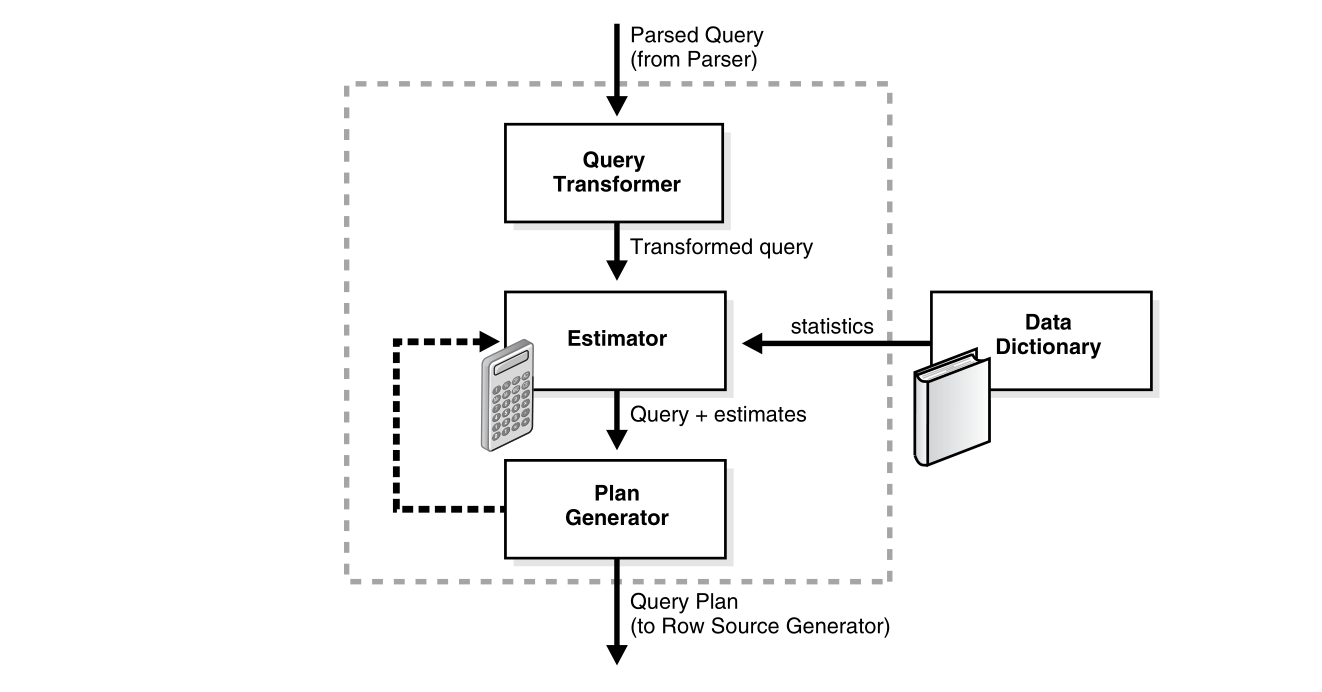 Parsed Query
(from Parser)
Query
Transformer
Transformed query
Estimator
statistics
Data
Dictionary
Query + estimates
Plan
Generator
Query Plan
(to Row Source Generator)